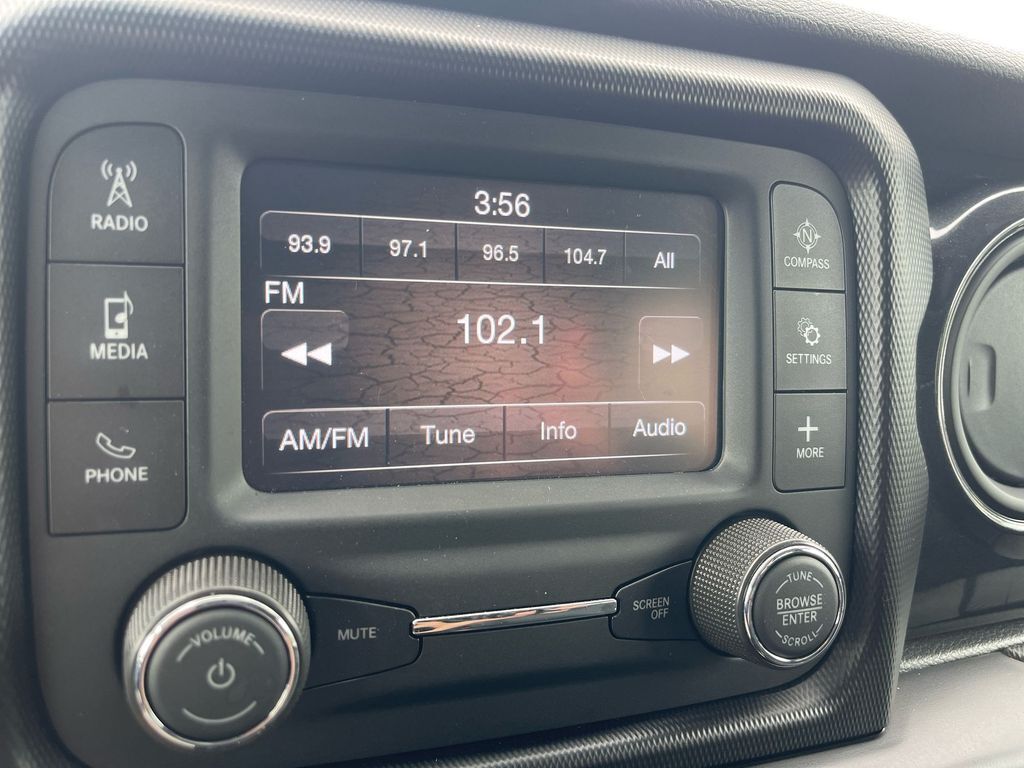 3:56
93.9 97.1 96.5 104.7 All
FM
102.1
AM/FM Tune Info Audio
RADIO
MEDIA
PHONE
N
COMPASS
SETTINGS
MORE
VOLUME
MUTE
SCREEN
OFF
TUNE
BROWSE
ENTER
SCROLL